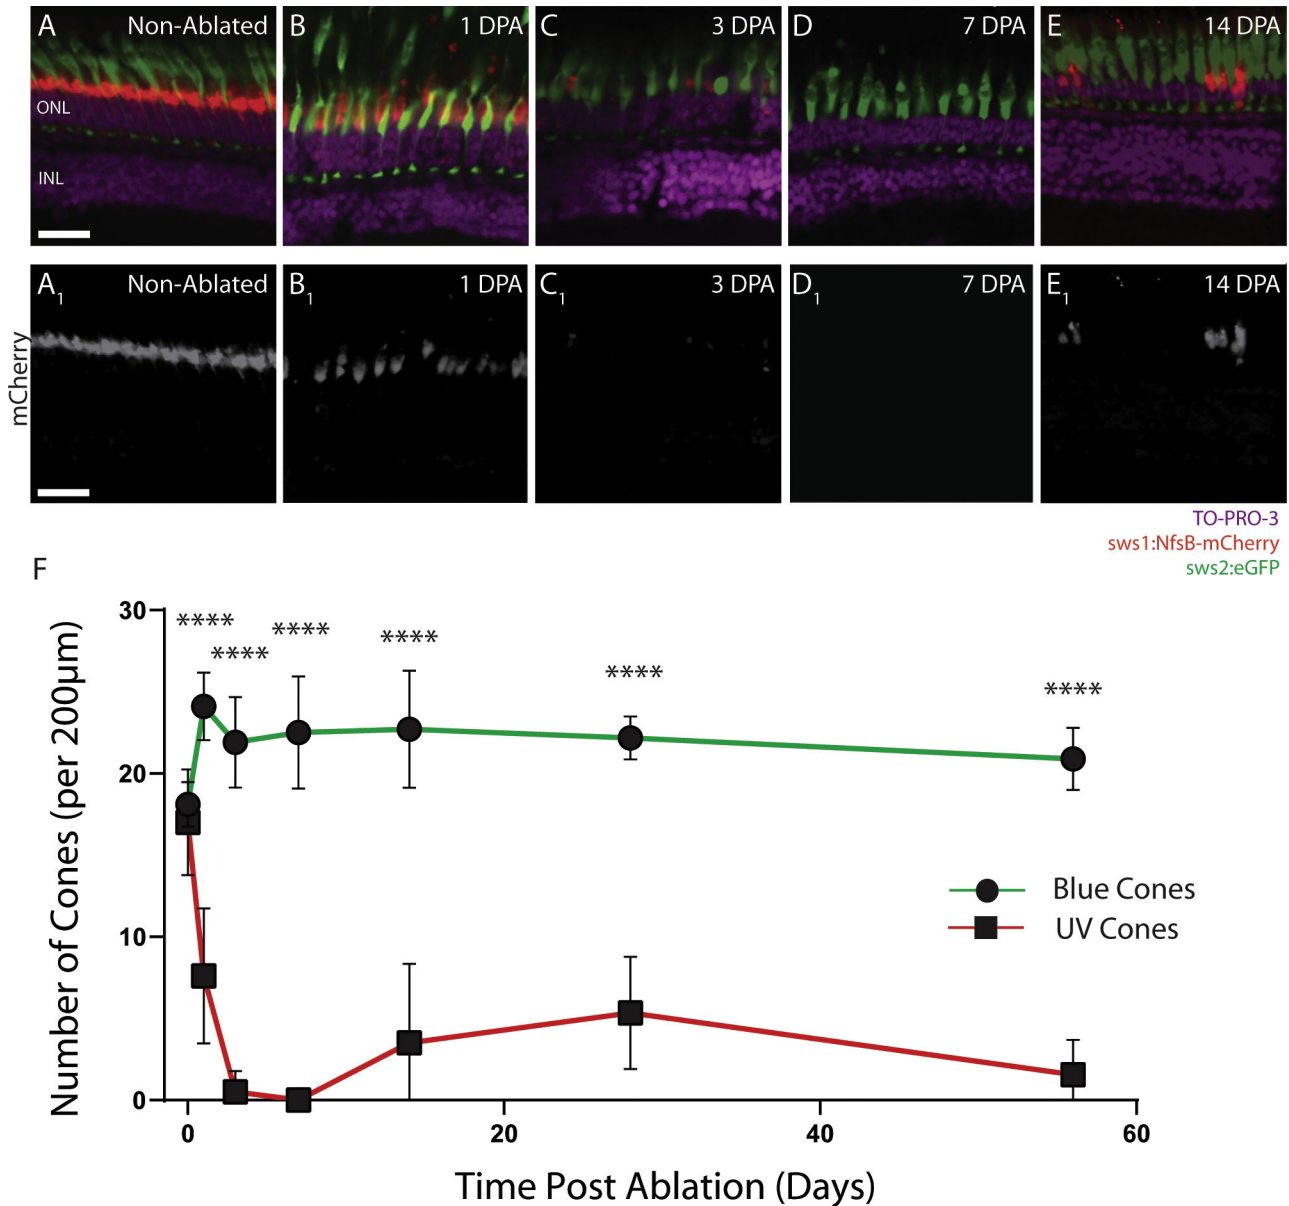 A Non-Ablated
B 1 DPA
C 3 DPA
D 7 DPA
E 14 DPA
ONL
INL
A1 Non-Ablated
B1 1 DPA
C1 3 DPA
D1 7 DPA
E1 14 DPA
mCherry
TO-PRO-3
sws1:NfsB-mCherry
sws2:eGFP
F
Number of Cones (per 200μm)
30
20
10
0
****
****
****
****
****
****
Blue Cones
UV Cones
0 20 40 60
Time Post Ablation (Days)